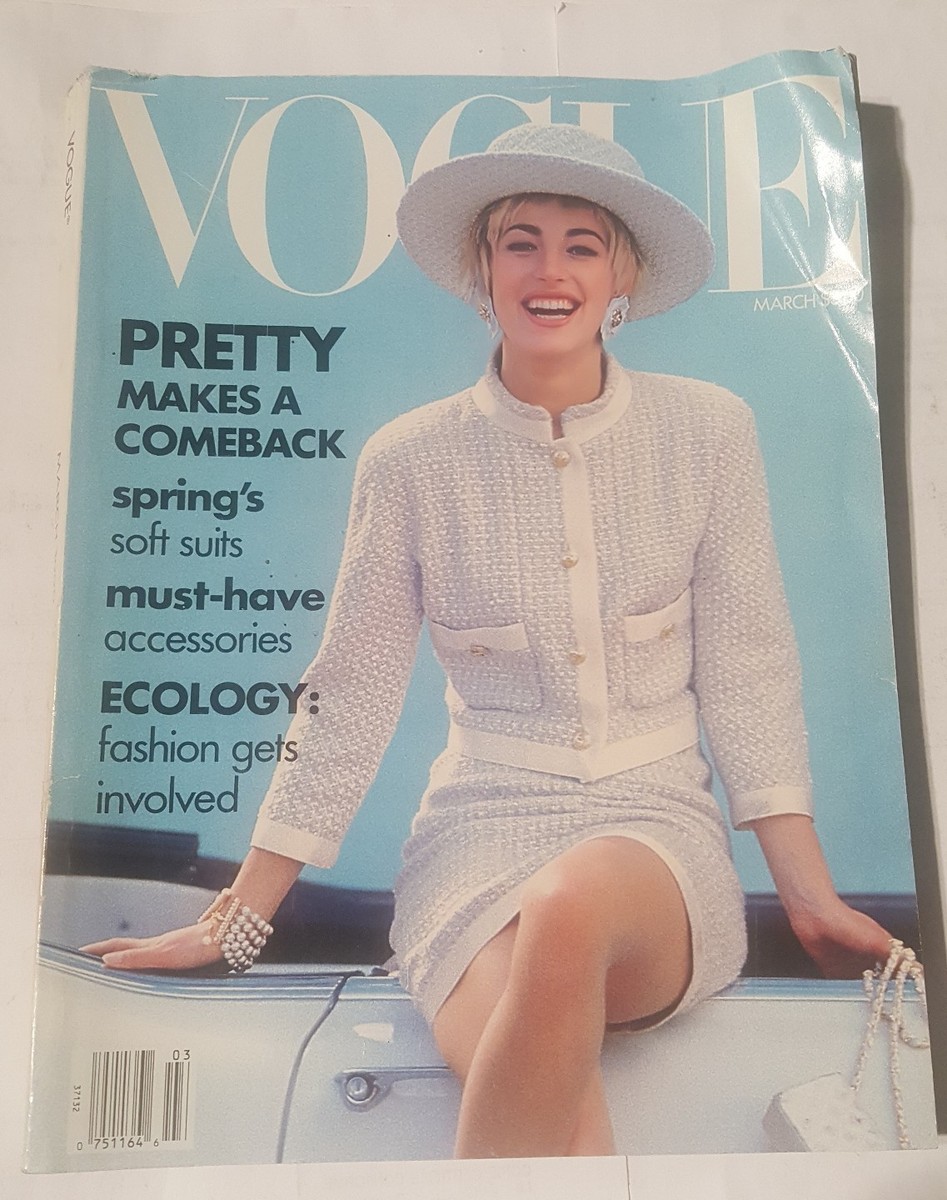 VOGUE
VOGUE
MARCH
PRETTY
MAKES A
COMEBACK
spring's
soft suits
must-have
accessories
ECOLOGY:
fashion gets
involved
03
37132
0 751164 6